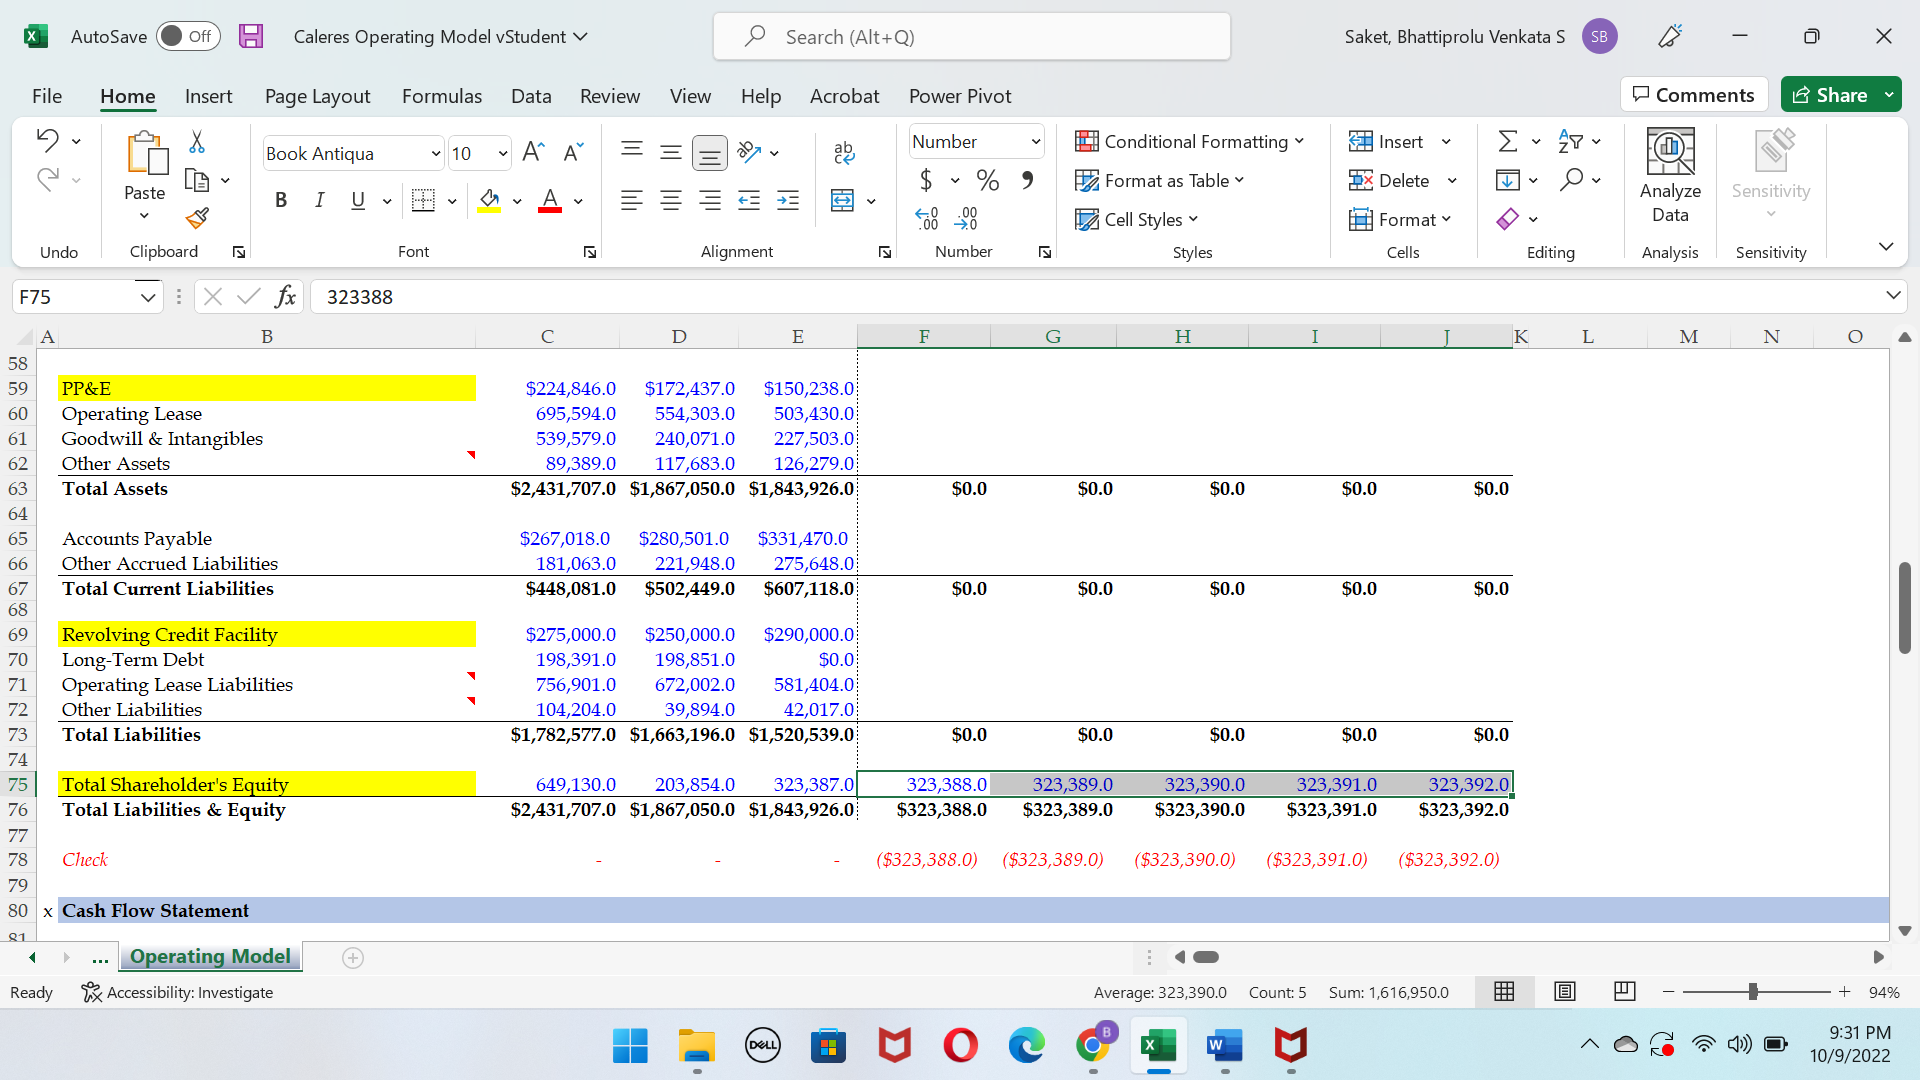 AutoSave Off Caleres Operating Model vStudent Search (Alt+Q) Saket, Bhattiprolu Venkata S SB
File Home Insert Page Layout Formulas Data Review View Help Acrobat Power Pivot Comments Share
Paste Book Antiqua 10 Number Conditional Formatting Insert Analyze Data Sensitivity
B I U $ % Format as Table Delete
Cell Styles Format
Undo Clipboard Font Alignment Number Styles Cells Editing Analysis Sensitivity
F75 fx 323388
A B C D E F G H I J K L M N O
58
59 PP&E $224,846.0 $172,437.0 $150,238.0
60 Operating Lease 695,594.0 554,303.0 503,430.0
61 Goodwill & Intangibles 539,579.0 240,071.0 227,503.0
62 Other Assets 89,389.0 117,683.0 126,279.0
63 Total Assets $2,431,707.0 $1,867,050.0 $1,843,926.0 $0.0 $0.0 $0.0 $0.0 $0.0
64
65 Accounts Payable $267,018.0 $280,501.0 $331,470.0
66 Other Accrued Liabilities 181,063.0 221,948.0 275,648.0
67 Total Current Liabilities $448,081.0 $502,449.0 $607,118.0 $0.0 $0.0 $0.0 $0.0 $0.0
68
69 Revolving Credit Facility $275,000.0 $250,000.0 $290,000.0
70 Long-Term Debt 198,391.0 198,851.0 $0.0
71 Operating Lease Liabilities 756,901.0 672,002.0 581,404.0
72 Other Liabilities 104,204.0 39,894.0 42,017.0
73 Total Liabilities $1,782,577.0 $1,663,196.0 $1,520,539.0 $0.0 $0.0 $0.0 $0.0 $0.0
74
75 Total Shareholder's Equity 649,130.0 203,854.0 323,387.0 323,388.0 323,389.0 323,390.0 323,391.0 323,392.0
76 Total Liabilities & Equity $2,431,707.0 $1,867,050.0 $1,843,926.0 $323,388.0 $323,389.0 $323,390.0 $323,391.0 $323,392.0
77
78 Check - - - ($323,388.0) ($323,389.0) ($323,390.0) ($323,391.0) ($323,392.0)
79
80 x Cash Flow Statement
81
... Operating Model
Ready Accessibility: Investigate Average: 323,390.0 Count: 5 Sum: 1,616,950.0 94%
DELL B X W 9:31 PM
10/9/2022